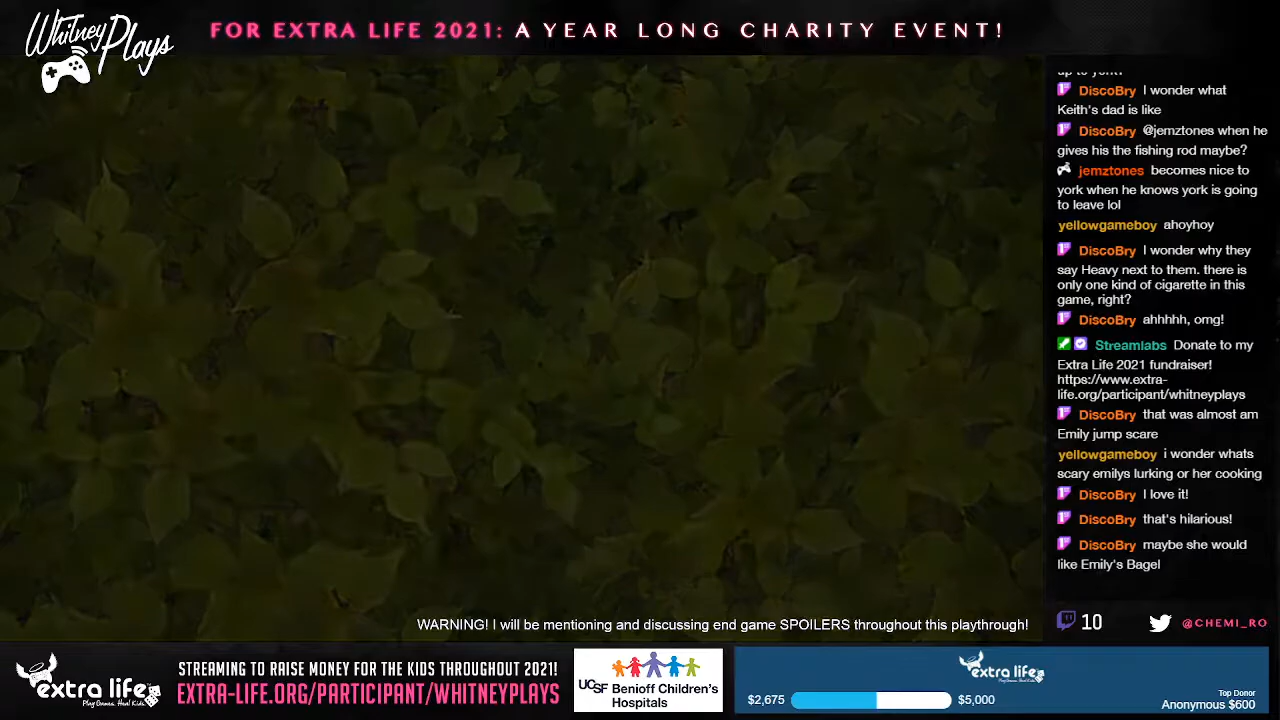 Whitney Plays
FOR EXTRA LIFE 2021: A YEAR LONG CHARITY EVENT!
up to york?
DiscoBry I wonder what
Keith's dad is like
DiscoBry @jemztones when he
gives his the fishing rod maybe?
jemztones becomes nice to
york when he knows york is going
to leave lol
yellowgameboy ahoyhoy
DiscoBry I wonder why they
say Heavy next to them. there is
only one kind of cigarette in this
game, right?
DiscoBry ahhhhh, omg!
Streamlabs Donate to my
Extra Life 2021 fundraiser!
https://www.extra-
life.org/participant/whitneyplays
DiscoBry that was almost am
Emily jump scare
yellowgameboy i wonder whats
scary emilys lurking or her cooking
DiscoBry I love it!
DiscoBry that's hilarious!
DiscoBry maybe she would
like Emily's Bagel
WARNING! I will be mentioning and discussing end game SPOILERS throughout this playthrough!
10
@CHEMI_RO
extra life
Play Games. Heal Kids.
STREAMING TO RAISE MONEY FOR THE KIDS THROUGHOUT 2021!
EXTRA-LIFE.ORG/PARTICIPANT/WHITNEYPLAYS
UCSF Benioff Children's
Hospitals
extra life
Play Games. Heal Kids.
$2,675
$5,000
Top Donor
Anonymous $600